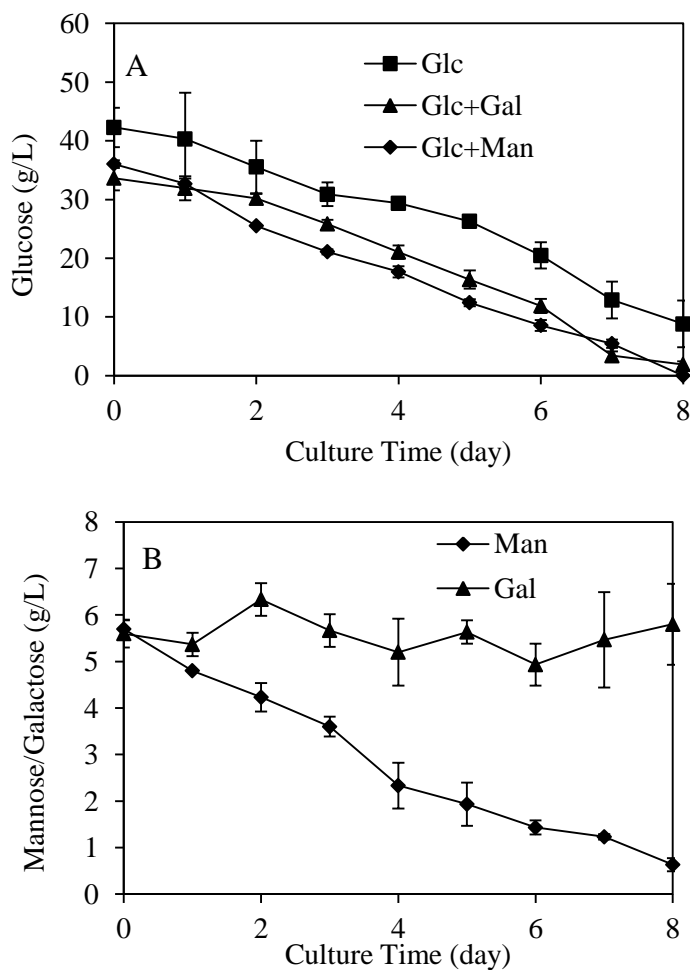 60
50
40
30
20
10
0
Glucose (g/L)
A
Glc
Glc+Gal
Glc+Man
0 2 4 6 8
Culture Time (day)
8
7
6
5
4
3
2
1
0
Mannose/Galactose (g/L)
B
Man
Gal
0 2 4 6 8
Culture Time (day)